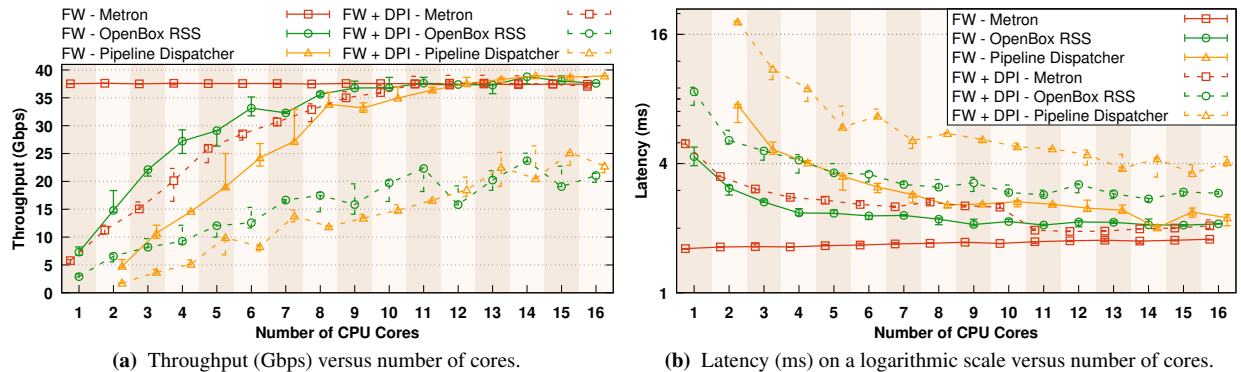 FW - Metron
FW - OpenBox RSS
FW - Pipeline Dispatcher
FW + DPI - Metron
FW + DPI - OpenBox RSS
FW + DPI - Pipeline Dispatcher
Throughput (Gbps)
40
35
30
25
20
15
10
5
0
1 2 3 4 5 6 7 8 9 10 11 12 13 14 15 16
Number of CPU Cores
(a) Throughput (Gbps) versus number of cores.
FW - Metron
FW - OpenBox RSS
FW - Pipeline Dispatcher
FW + DPI - Metron
FW + DPI - OpenBox RSS
FW + DPI - Pipeline Dispatcher
Latency (ms)
16
4
1
1 2 3 4 5 6 7 8 9 10 11 12 13 14 15 16
Number of CPU Cores
(b) Latency (ms) on a logarithmic scale versus number of cores.